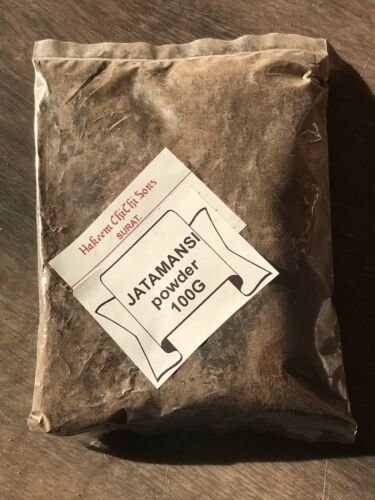 Hakeem ChiChi Sons
SURAT.
JATAMANSI
powder
100G